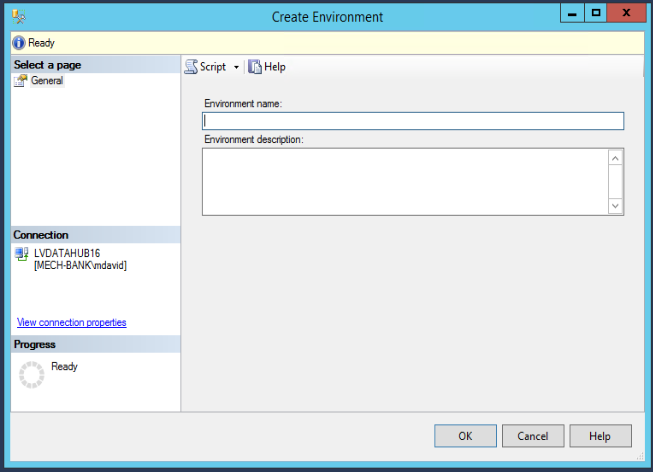 Create Environment
Ready
Select a page
General
Script
Help
Environment name:
Environment description:
Connection
LVDATAHUB16
[MECH-BANK\mdavid]
View connection properties
Progress
Ready
OK
Cancel
Help